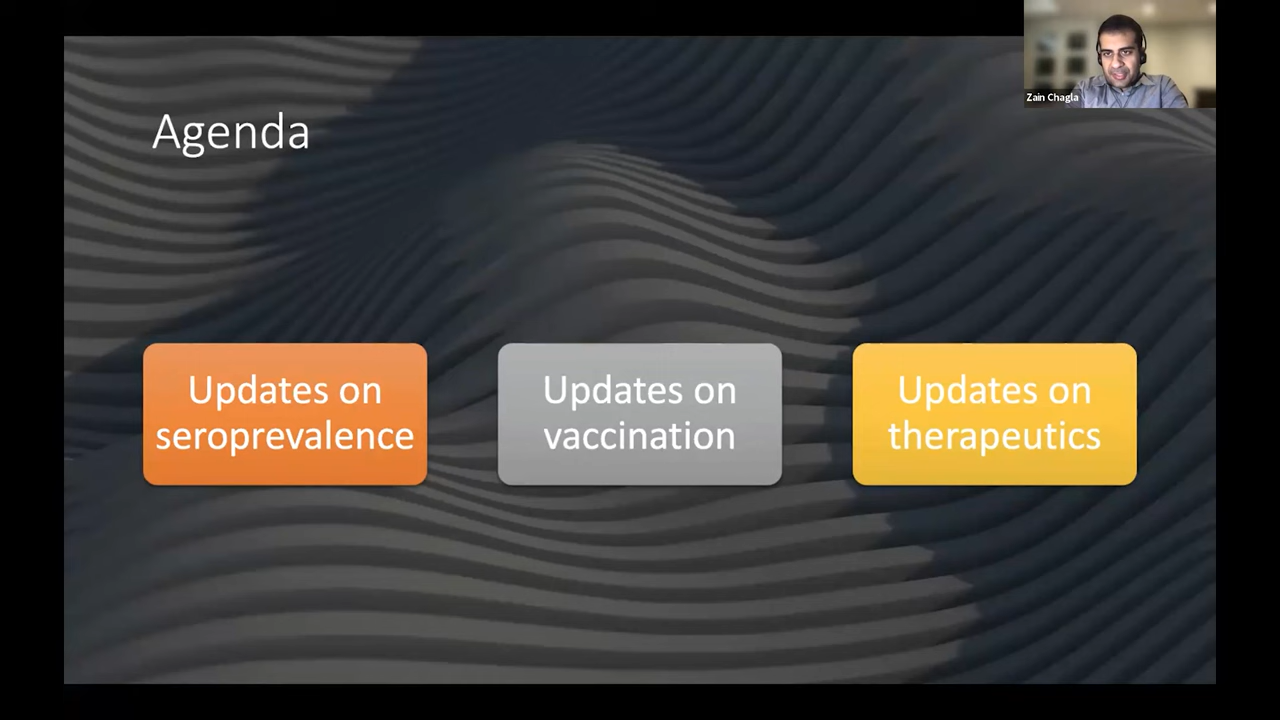 Zain Chagla
Agenda
Updates on
seroprevalence
Updates on
vaccination
Updates on
therapeutics